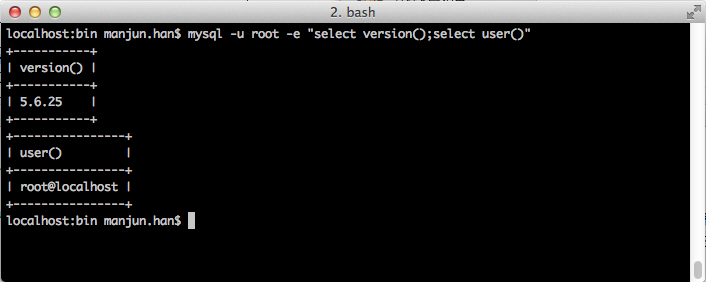 2. bash
localhost:bin manjun.han$ mysql -u root -e "select version();select user()"
+-----------+
| version() |
+-----------+
| 5.6.25    |
+-----------+
+----------------+
| user()         |
+----------------+
| root@localhost |
+----------------+
localhost:bin manjun.han$